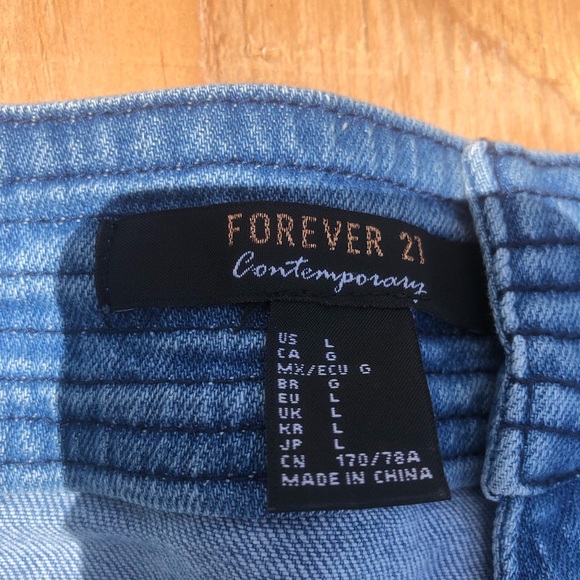 FOREVER 21
Contemporary
US L
CA G
MX/ECU G
BR G
EU L
UK L
KR L
JP L
CN 170/78A
MADE IN CHINA